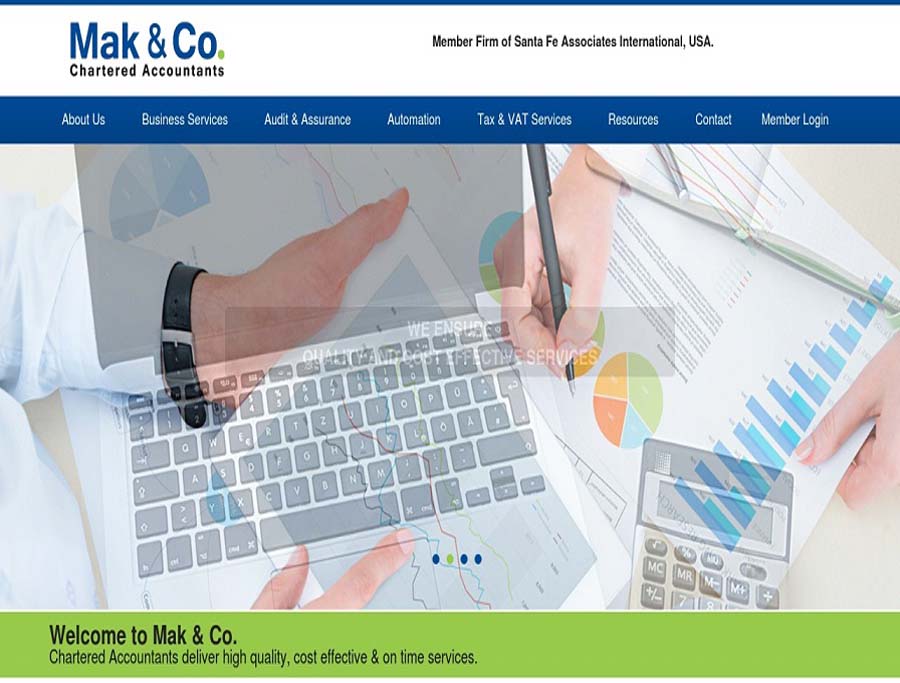 Mak & Co.
Chartered Accountants
Member Firm of Santa Fe Associates International, USA.
About Us
Business Services
Audit & Assurance
Automation
Tax & VAT Services
Resources
Contact
Member Login
WE ENSURE
QUALITY AND COST EFFECTIVE SERVICES
Welcome to Mak & Co.
Chartered Accountants deliver high quality, cost effective & on time services.